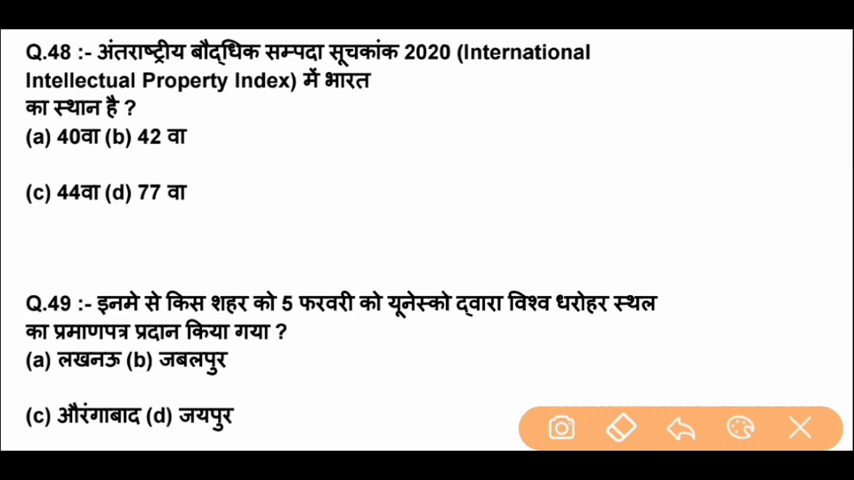 Q.48 :- अंतराष्ट्रीय बौद्धिक सम्पदा सूचकांक 2020 (International
Intellectual Property Index) में भारत
का स्थान है ?
(a) 40वा (b) 42 वा
(c) 44वा (d) 77 वा
Q.49 :- इनमे से किस शहर को 5 फरवरी को यूनेस्को द्वारा विश्व धरोहर स्थल
का प्रमाणपत्र प्रदान किया गया ?
(a) लखनऊ (b) जबलपुर
(c) औरंगाबाद (d) जयपुर